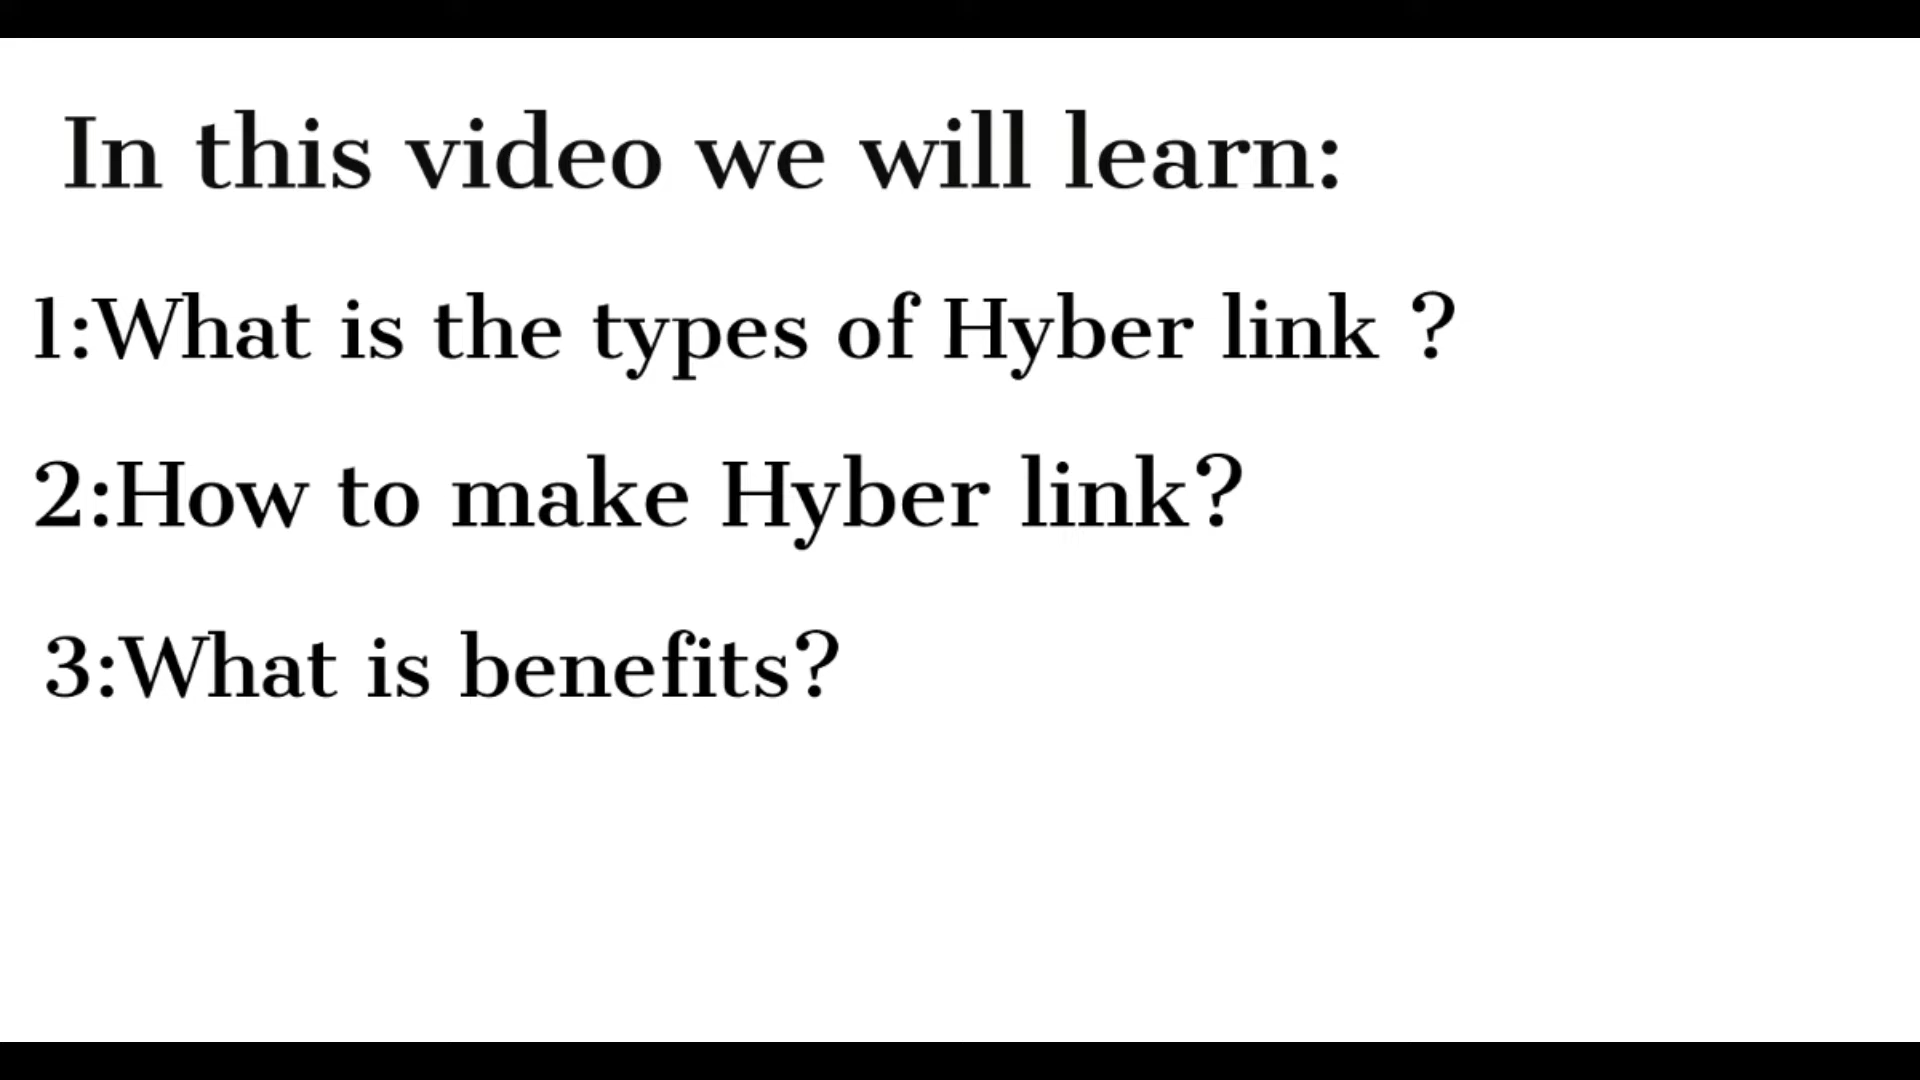 In this video we will learn:
1:What is the types of Hyber link ?
2:How to make Hyber link?
3:What is benefits?